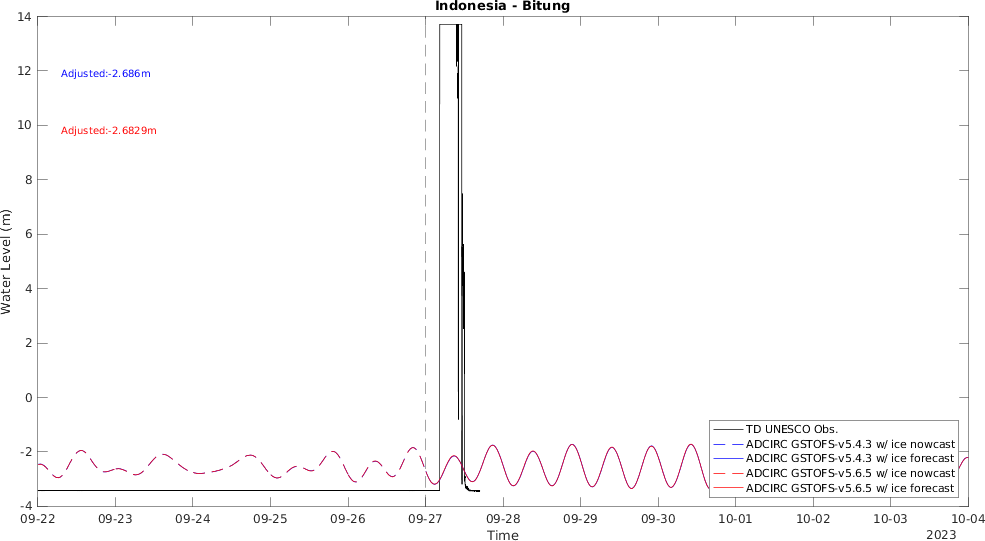 Indonesia - Bitung
14
12
10
8
6
4
2
0
-2
-4
Water Level (m)
Adjusted:-2.686m
Adjusted:-2.6829m
TD UNESCO Obs.
ADCIRC GSTOFS-v5.4.3 w/ ice nowcast
ADCIRC GSTOFS-v5.4.3 w/ ice forecast
ADCIRC GSTOFS-v5.6.5 w/ ice nowcast
ADCIRC GSTOFS-v5.6.5 w/ ice forecast
09-22 09-23 09-24 09-25 09-26 09-27 09-28 09-29 09-30 10-01 10-02 10-03 10-04
Time
2023